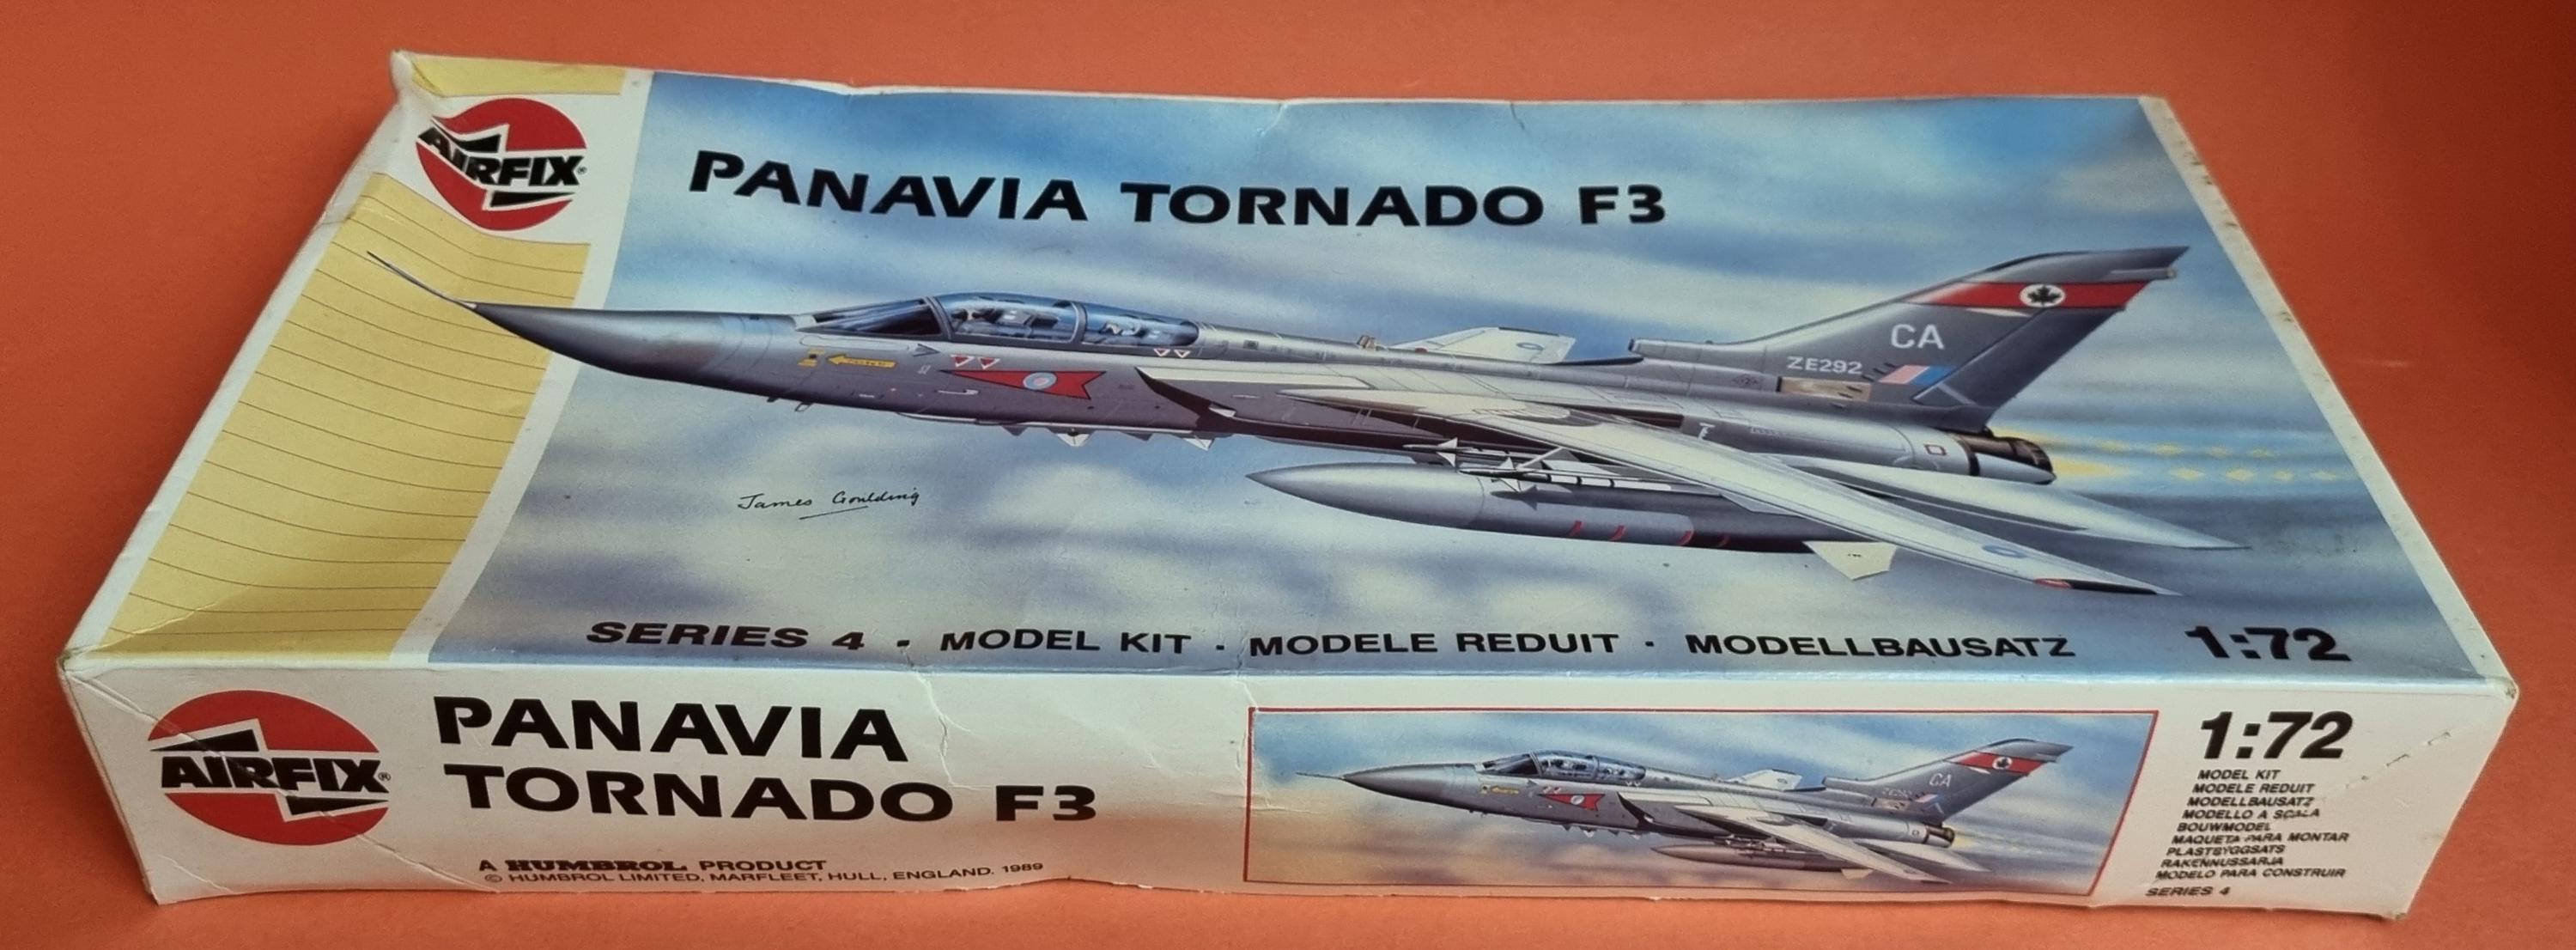 AIRFIX®
PANAVIA TORNADO F3
CA
ZE292
James Goulding
SERIES 4 · MODEL KIT · MODELE REDUIT · MODELLBAUSATZ 1:72
AIRFIX®
PANAVIA
TORNADO F3
A HUMBROL PRODUCT
© HUMBROL LIMITED, MARFLEET, HULL, ENGLAND. 1989
CA
1:72
MODEL KIT
MODELE REDUIT
MODELLBAUSATZ
MODELLO A SCALA
BOUWMODEL
MAQUETA PARA MONTAR
PLASTBYGGSATS
RAKENNUSSARJA
MODELO PARA CONSTRUIR
SERIES 4